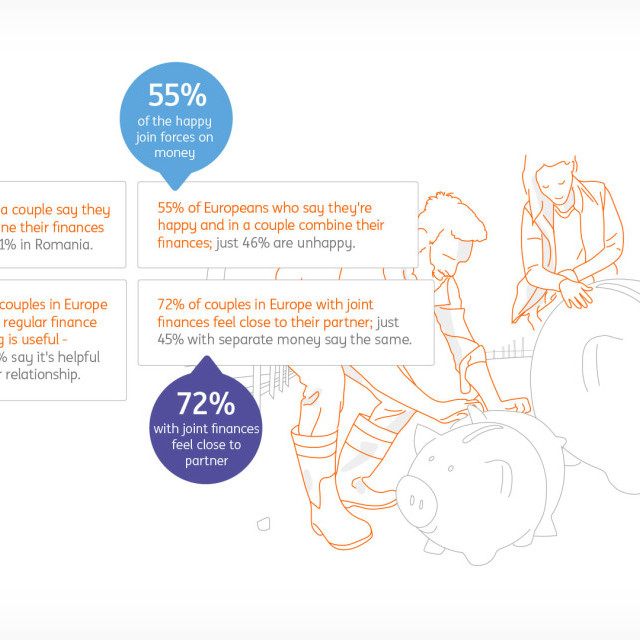 55%
of the happy
join forces on
money
a couple say they
ne their finances
1% in Romania.
55% of Europeans who say they're
happy and in a couple combine their
finances; just 46% are unhappy.
couples in Europe
regular finance
g is useful -
% say it's helpful
r relationship.
72% of couples in Europe with joint
finances feel close to their partner; just
45% with separate money say the same.
72%
with joint finances
feel close to
partner